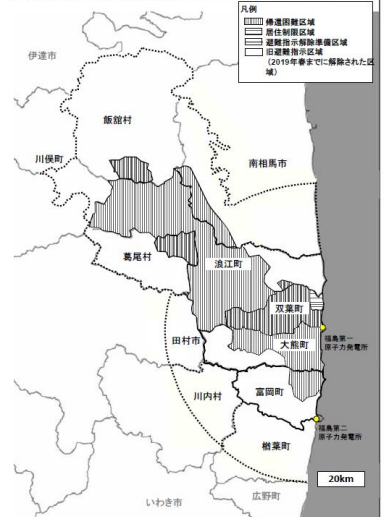 凡例
帰還困難区域
居住制限区域
避難指示解除準備区域
旧避難指示区域
(2019年春までに解除された区
域)
伊達市
飯舘村
川俣町
南相馬市
葛尾村
浪江町
双葉町
田村市
大熊町
福島第一
原子力発電所
川内村
富岡町
福島第二
原子力発電所
楢葉町
20km
いわき市
広野町